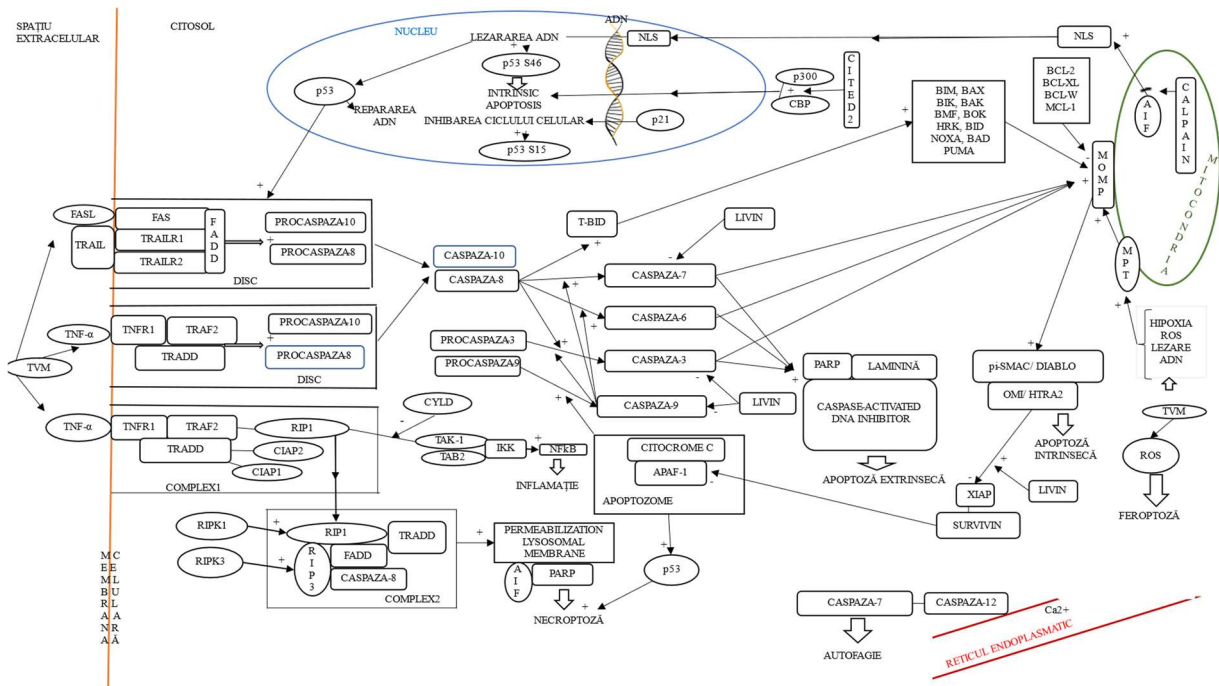 SPAȚIU
EXTRACELULAR
CITOSOL
NUCLEU
LEZARAREA ADN
+
p53 S46
INTRINSIC
APOPTOSIS
p53
REPARAREA
ADN
INHIBAREA CICLULUI CELULAR
p21
+ +
p53 S15
ADN
NLS
p300
+
CBP
CITED2
NLS
+
BCL-2
BCL-XL
BCL-W
MCL-1
BIM, BAX
BIK, BAK
BMF, BOK
HRK, BID
NOXA, BAD
PUMA
+
AIF
CALPAIN
MITOCONDRIA
-
+
MOMP
+
MPT
+
+
FASL
TRAIL
FAS
TRAILR1
TRAILR2
FADD
+
PROCASPAZA-10
PROCASPAZA-8
DISC
+
CASPAZA-10
CASPAZA-8
T-BID
+
LIVIN
-
CASPAZA-7
+
CASPAZA-6
+
CASPAZA-3
+
TVM
TNF-α
TNFR1
TRAF2
TRADD
+
PROCASPAZA-10
PROCASPAZA-8
DISC
PROCASPAZA-3
PROCASPAZA-9
+
CASPAZA-9
-
-
LIVIN
+
PARP
LAMININĂ
CASPASE-ACTIVATED
DNA INHIBITOR
APOPTOZĂ EXTRINSECĂ
HIPOXIA
ROS
LEZARE
ADN
TVM
ROS
FEROPTOZĂ
+
pi-SMAC/ DIABLO
OMI/ HTRA2
APOPTOZĂ
INTRINSECĂ
-
+
XIAP
LIVIN
SURVIVIN
TNF-α
TNFR1
TRAF2
TRADD
RIP1
CIAP2
CIAP1
COMPLEX1
CYLD
-
TAK-1
TAB2
IKK
+
NFkB
INFLAMAȚIE
+
CITOCROME C
APAF-1
-
APOPTOZOME
RIPK1
+
RIPK3
+
RIP1
TRADD
RIP3
FADD
CASPAZA-8
COMPLEX2
+
PERMEABILIZATION
LYSOSOMAL
MEMBRANE
AIF
PARP
NECROPTOZĂ
+
p53
+
MEMBRANA
CELULARĂ
CASPAZA-7
CASPAZA-12
AUTOFAGIE
Ca2+
RETICUL ENDOPLASMATIC